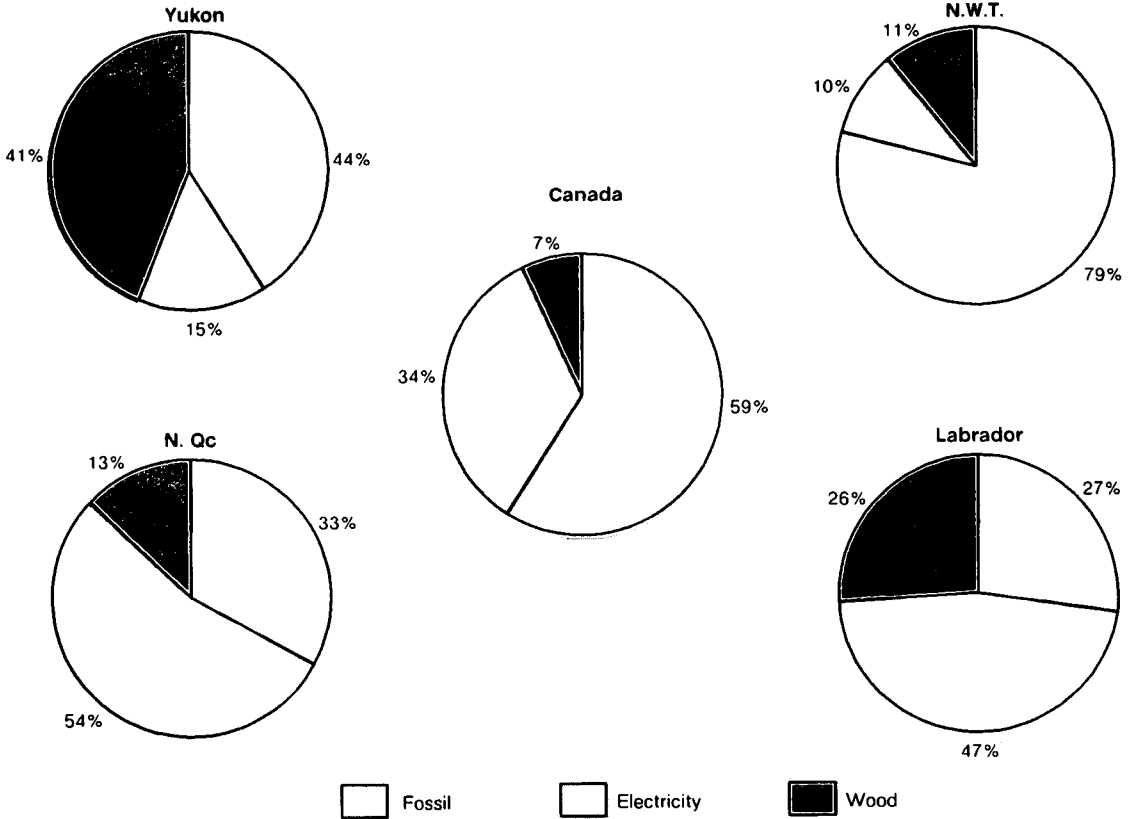 Yukon
41%
44%
15%
N.W.T.
11%
10%
79%
Canada
7%
34%
59%
N. Qc
13%
33%
54%
Labrador
26%
27%
47%
Fossil
Electricity
Wood